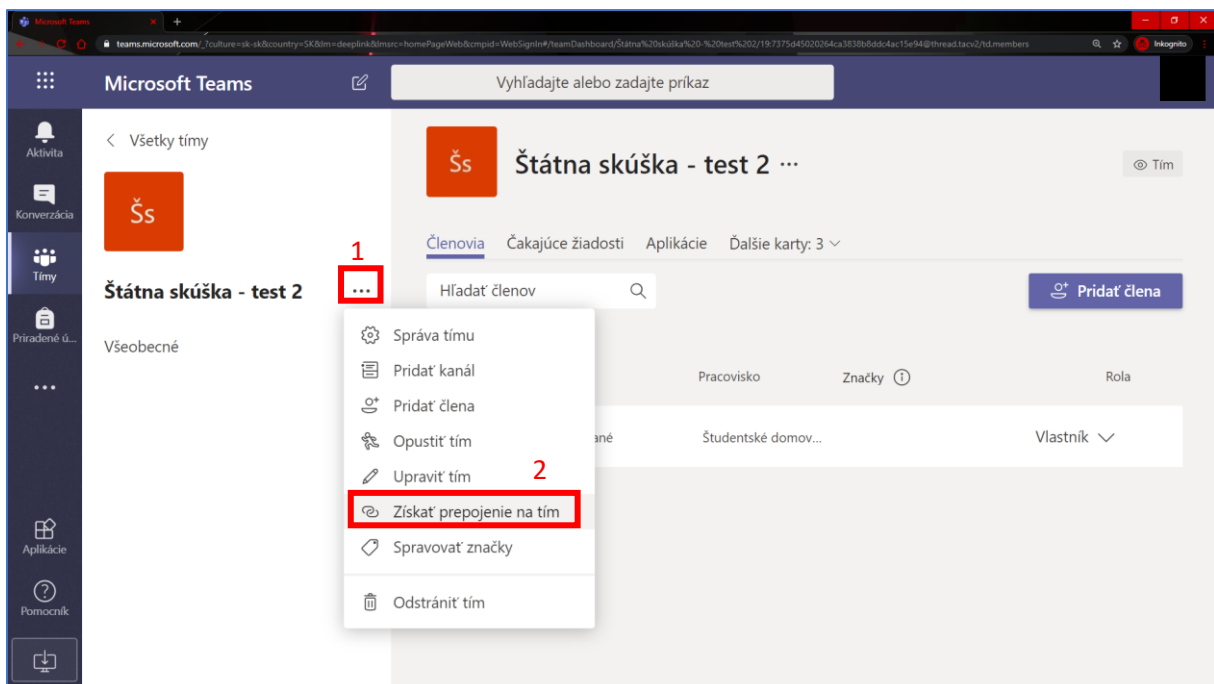 Microsoft Teams
teams.microsoft.com/_?culture=sk-sk&country=SK&lm=deeplink&lmsrc=homePageWeb&cmpid=WebSignIn#/teamDashboard/Štátna%20skúška%20-%20test%202/19:7375d45020264ca3838b8ddc4ac15e94@thread.tacv2/td.members
Inkognito
Microsoft Teams
Vyhľadajte alebo zadajte príkaz
Aktivita
Konverzácia
Tímy
Priradené ú...
Aplikácie
Pomocník
Všetky tímy
Šs
1
Štátna skúška - test 2 ...
Všeobecné
Správa tímu
Pridať kanál
Pridať člena
Opustiť tím
Upraviť tím
2
Získať prepojenie na tím
Spravovať značky
Odstrániť tím
Šs
Štátna skúška - test 2 ...
Tím
Členovia Čakajúce žiadosti Aplikácie Ďalšie karty: 3
Hľadať členov
Pridať člena
Pracovisko Značky Rola
ané Študentské domov... Vlastník